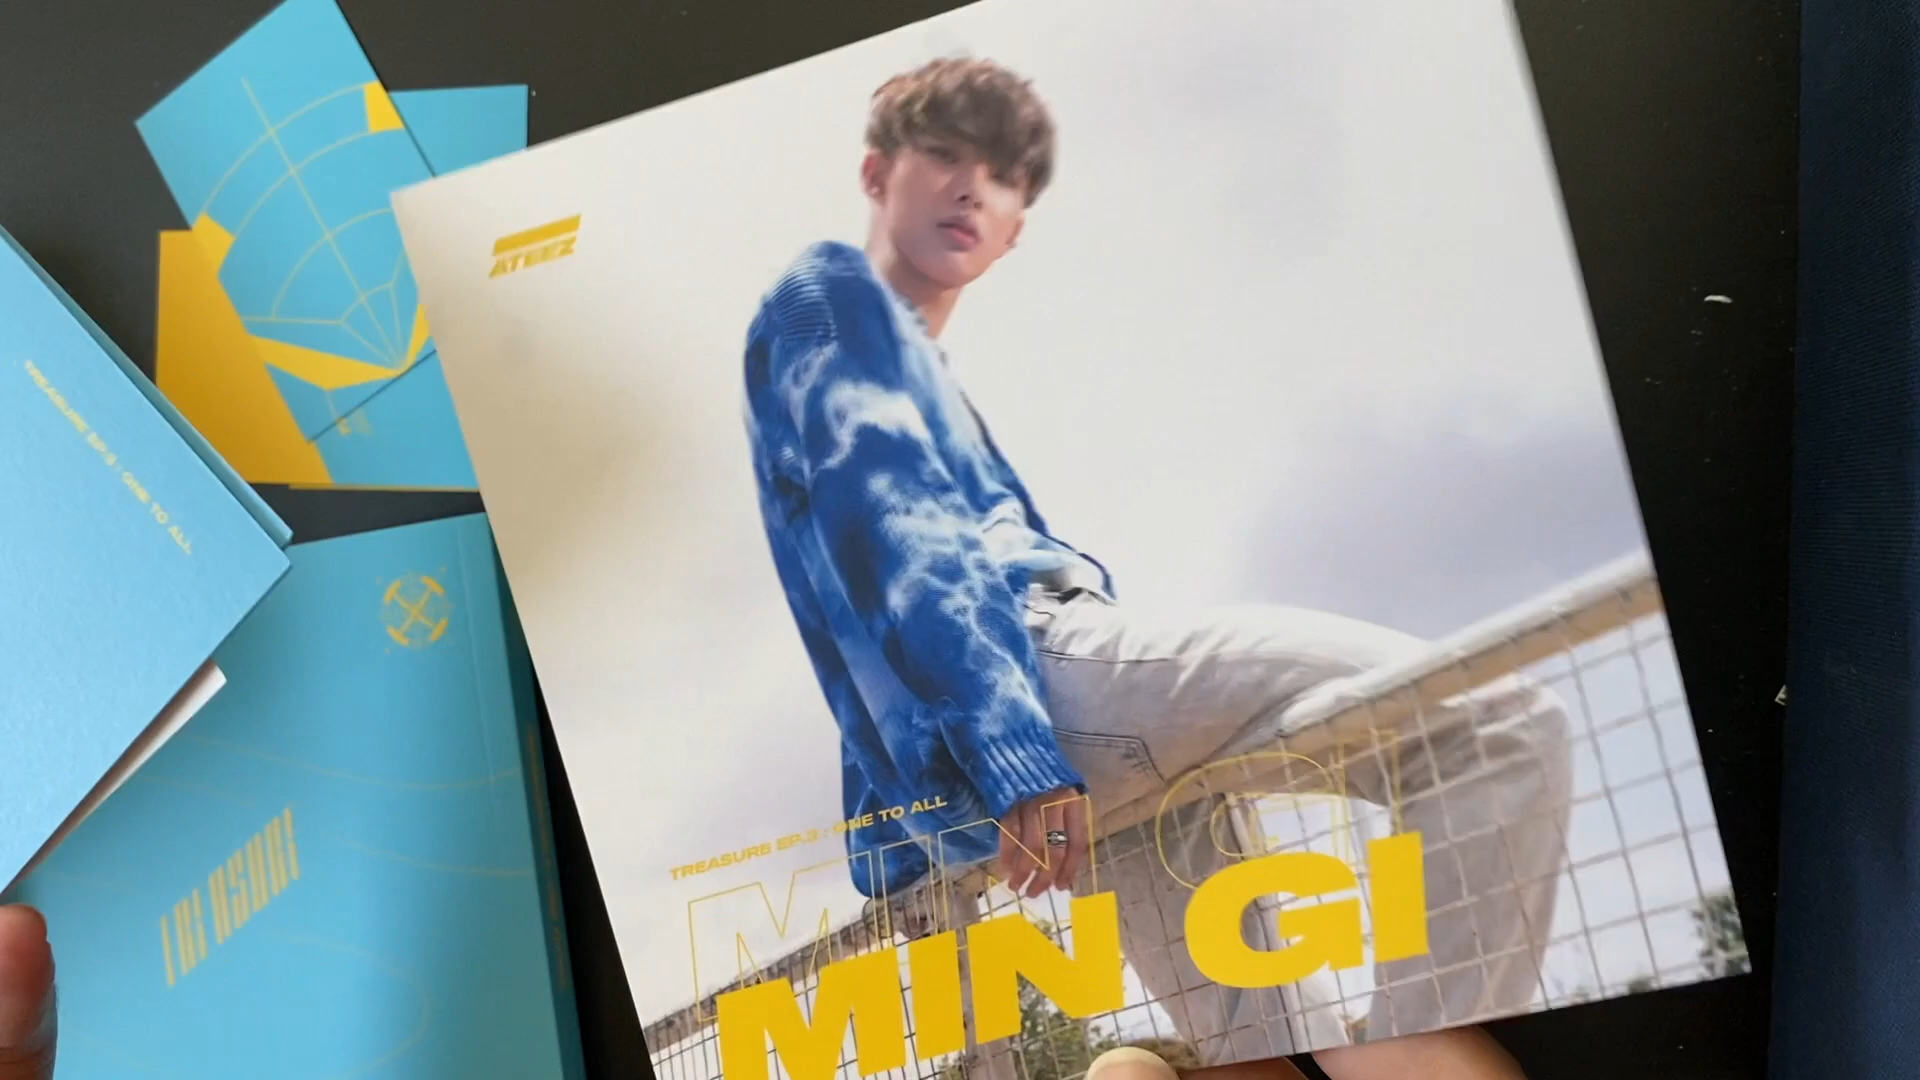 ATEEZ
TREASURE EP.3 : ONE TO ALL
TREASURE EP.3 : ONE TO ALL
MIN GI
MIN GI